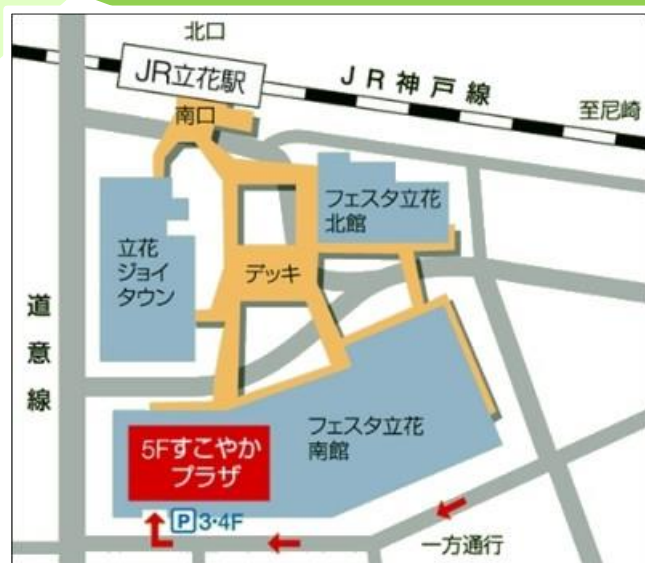 北口
JR立花駅
JR神戸線
南口
至尼崎
フェスタ立花
北館
立花
ジョイ
タウン
デッキ
道意線
フェスタ立花
南館
5Fすこやか
プラザ
P3・4F
一方通行